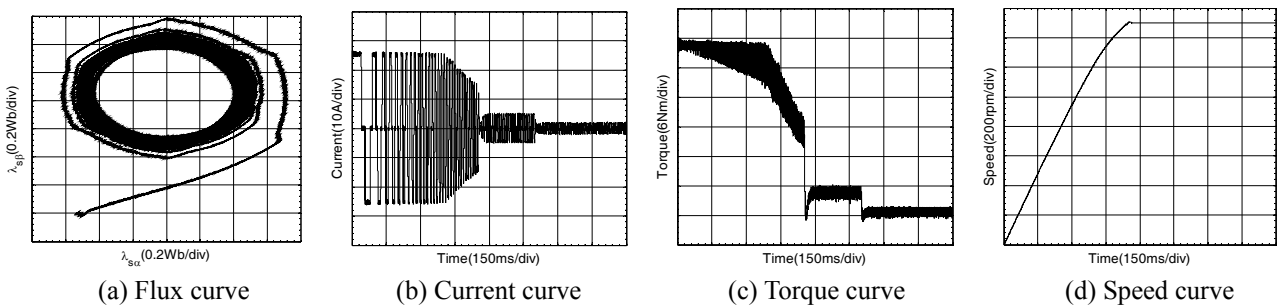 λsβ(0.2Wb/div)
λsα(0.2Wb/div)
(a) Flux curve
Current(10A/div)
Time(150ms/div)
(b) Current curve
Torque(6Nm/div)
Time(150ms/div)
(c) Torque curve
Speed(200rpm/div)
Time(150ms/div)
(d) Speed curve